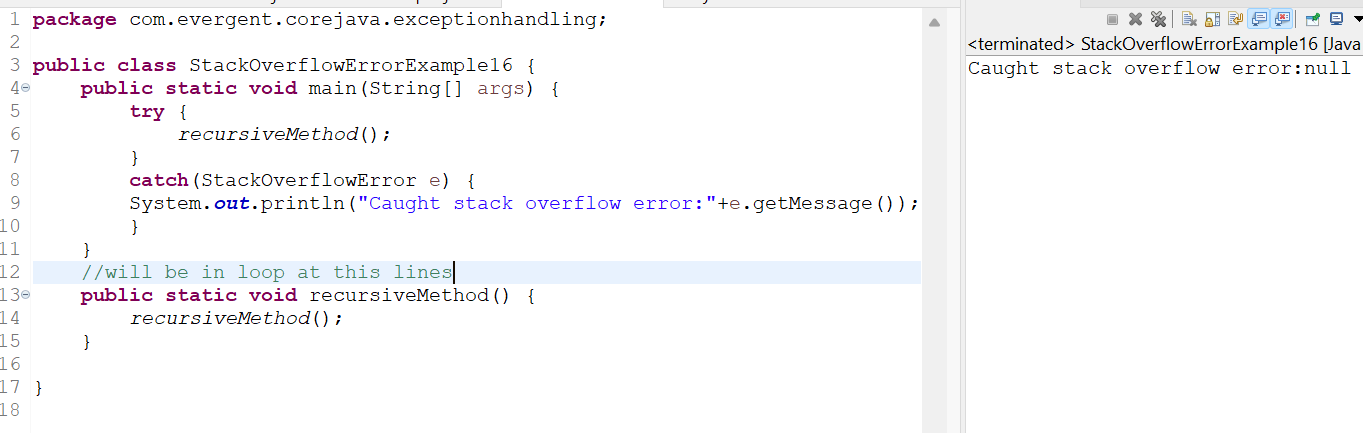 1 package com.evergent.corejava.exceptionhandling;
2
3 public class StackOverflowErrorExample16 {
4 public static void main(String[] args) {
5 try {
6 recursiveMethod();
7 }
8 catch(StackOverflowError e) {
9 System.out.println("Caught stack overflow error:"+e.getMessage());
10 }
11 }
12 //will be in loop at this lines
13 public static void recursiveMethod() {
14 recursiveMethod();
15 }
16
17 }
18
<terminated> StackOverflowErrorExample16 [Java
Caught stack overflow error:null